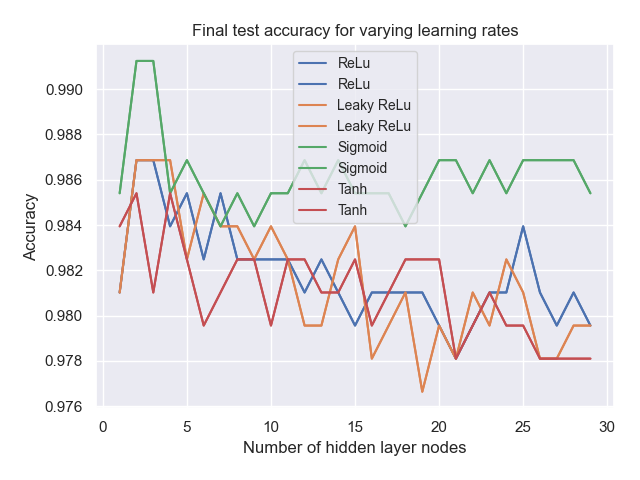 Final test accuracy for varying learning rates
ReLu
ReLu
Leaky ReLu
Leaky ReLu
Sigmoid
Sigmoid
Tanh
Tanh
Accuracy
0.990
0.988
0.986
0.984
0.982
0.980
0.978
0.976
0 5 10 15 20 25 30
Number of hidden layer nodes